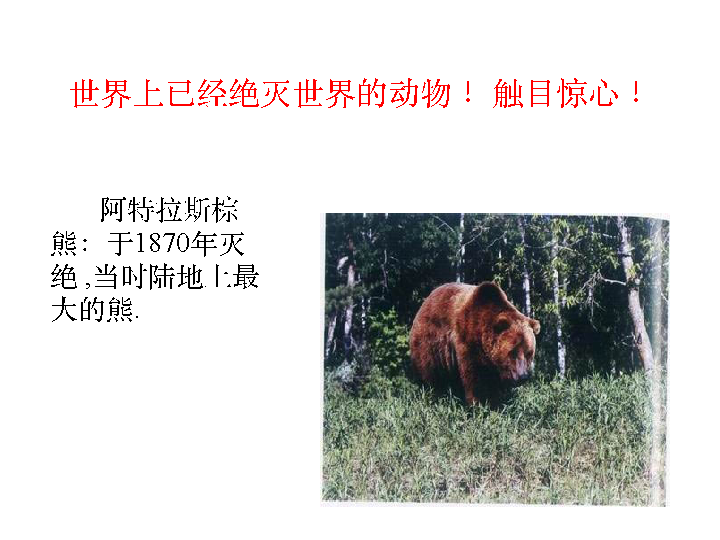 世界上已经绝灭世界的动物！ 触目惊心！
阿特拉斯棕
熊：于1870年灭
绝 ,当时陆地上最
大的熊.